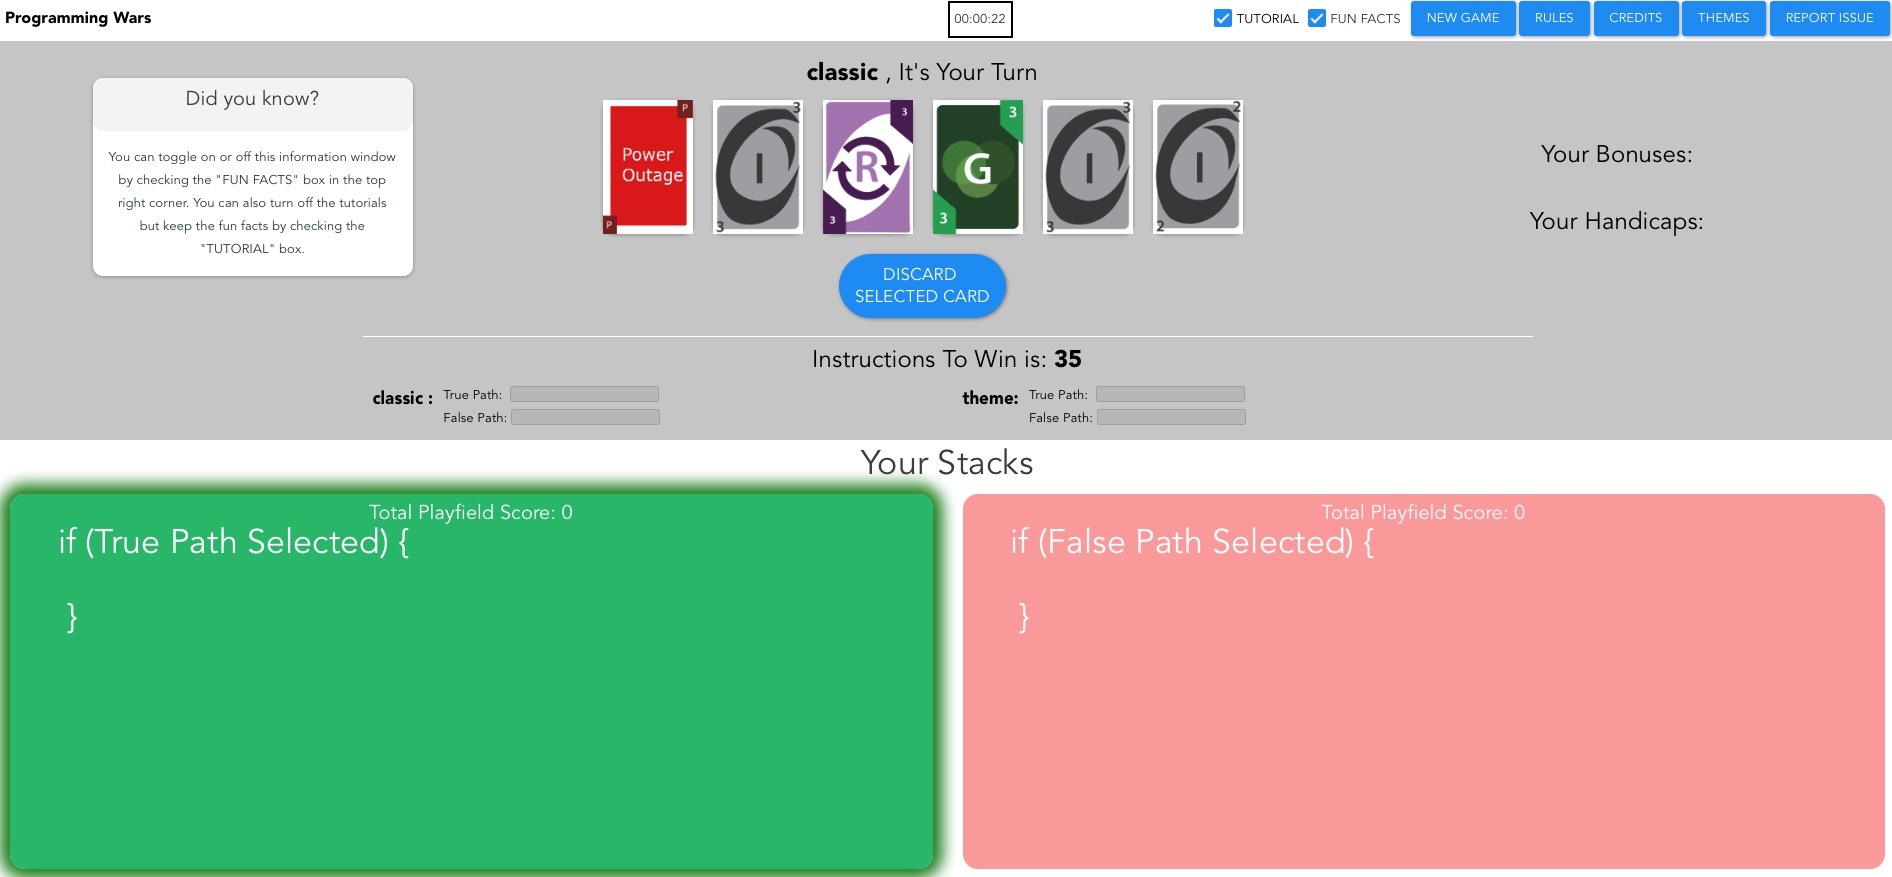 Programming Wars
00:00:22
TUTORIAL
FUN FACTS
NEW GAME
RULES
CREDITS
THEMES
REPORT ISSUE
classic , It's Your Turn
Did you know?
You can toggle on or off this information window
by checking the "FUN FACTS" box in the top
right corner. You can also turn off the tutorials
but keep the fun facts by checking the
"TUTORIAL" box.
P
Power
Outage
P
3
I
3
3
R
3
3
G
3
3
I
3
2
I
2
Your Bonuses:
Your Handicaps:
DISCARD
SELECTED CARD
Instructions To Win is: 35
classic :
True Path:
False Path:
theme:
True Path:
False Path:
Your Stacks
Total Playfield Score: 0
if (True Path Selected) {
}
Total Playfield Score: 0
if (False Path Selected) {
}